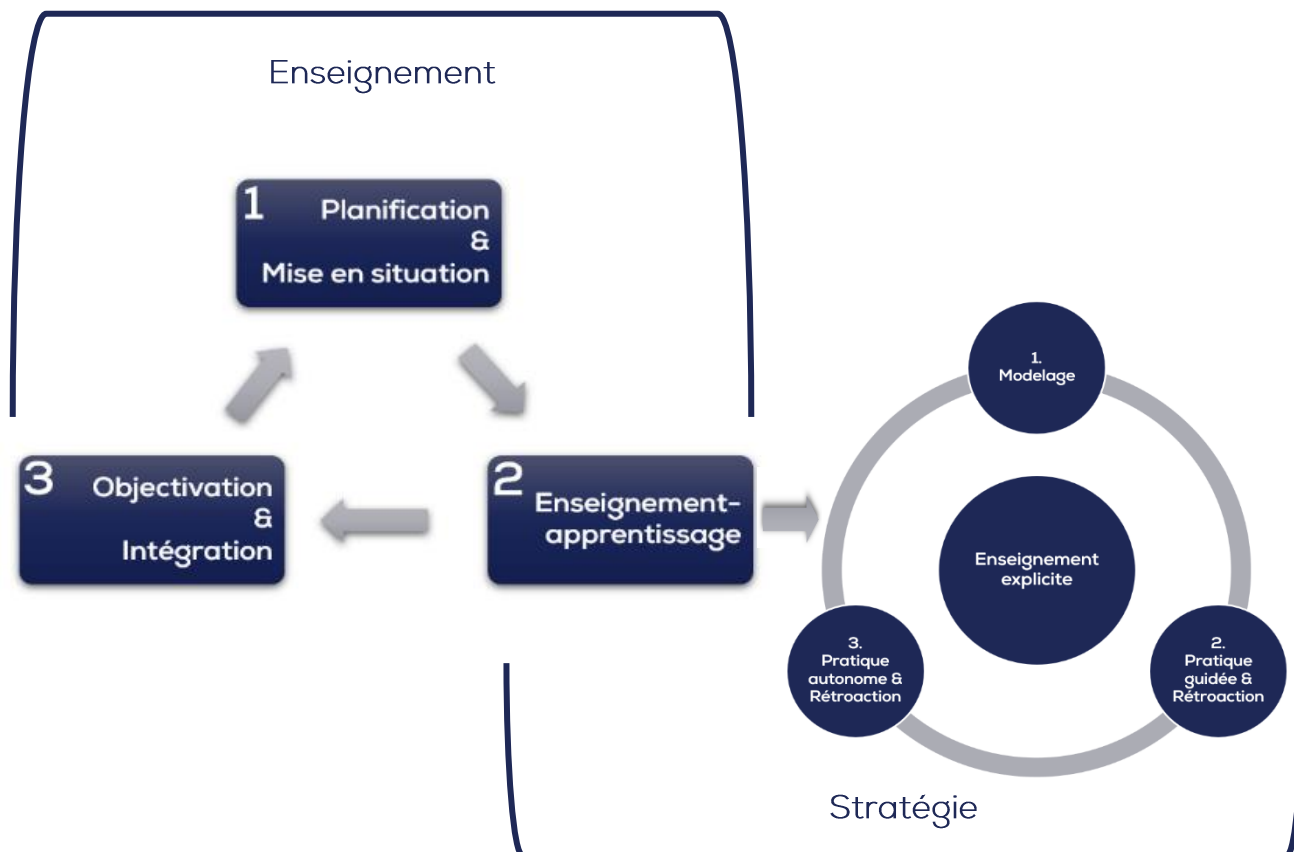 Enseignement
1
Planification
&
Mise en situation
3
Objectivation
&
Intégration
2
Enseignement-
apprentissage
1.
Modelage
Enseignement
explicite
3.
Pratique
autonome &
Rétroaction
2.
Pratique
guidée &
Rétroaction
Stratégie